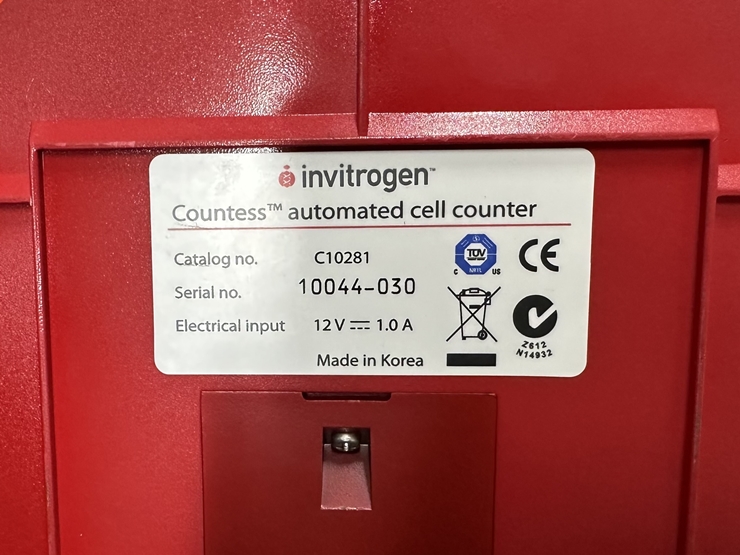 invitrogen™
Countess™ automated cell counter
Catalog no. C10281
Serial no. 10044-030
Electrical input 12 V ⎓ 1.0 A
Made in Korea
TÜV
C NRTL US
CE
Z612
N14932